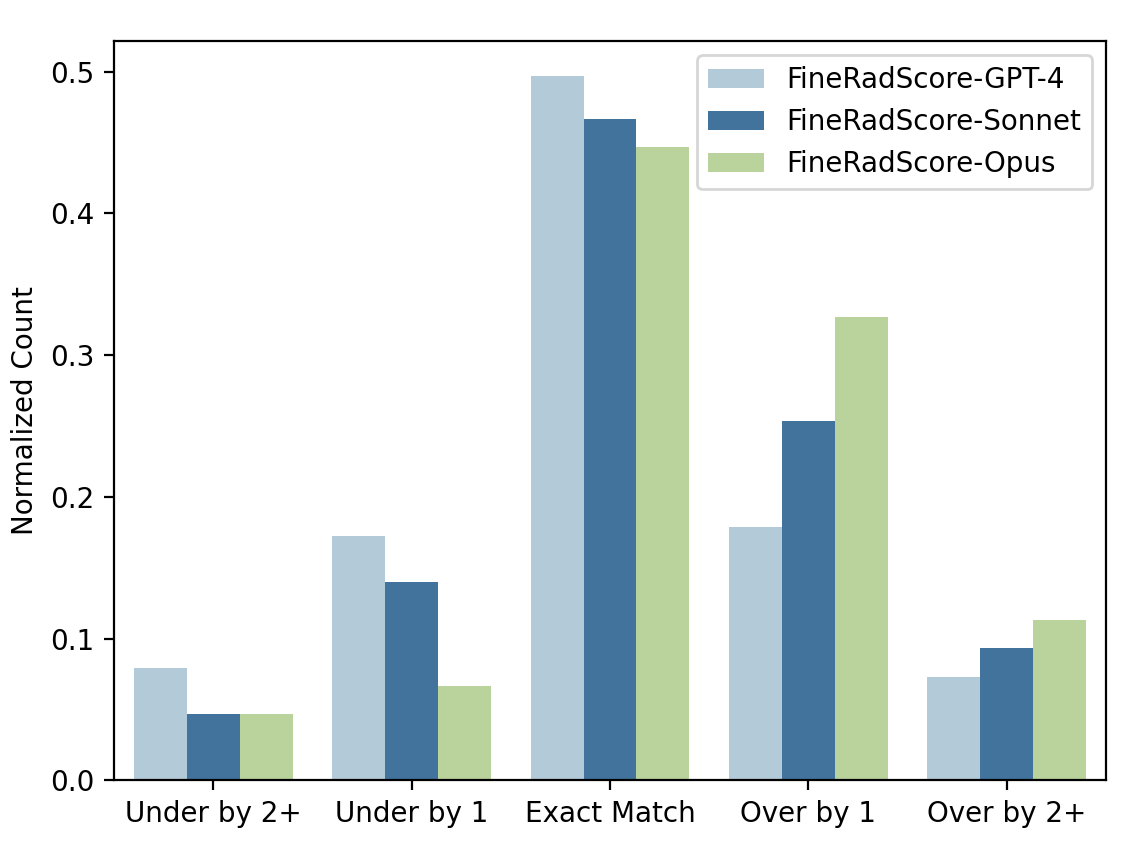 0.5
0.4
0.3
0.2
0.1
0.0
Normalized Count
FineRadScore-GPT-4
FineRadScore-Sonnet
FineRadScore-Opus
Under by 2+
Under by 1
Exact Match
Over by 1
Over by 2+